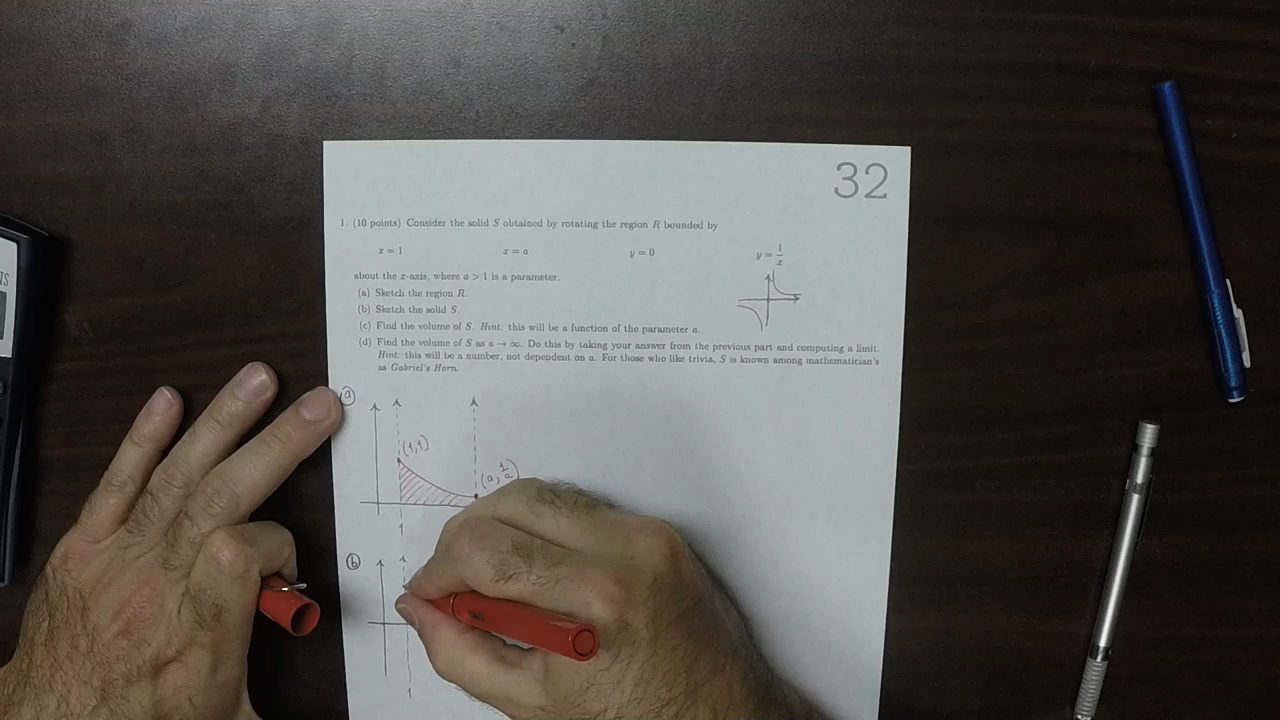 32
1. (10 points) Consider the solid S obtained by rotating the region R bounded by
x = 1 x = a y = 0 y = 1/x
about the x-axis, where a > 1 is a parameter.
(a) Sketch the region R.
(b) Sketch the solid S.
(c) Find the volume of S. Hint: this will be a function of the parameter a.
(d) Find the volume of S as a → ∞. Do this by taking your answer from the previous part and computing a limit.
Hint: this will be a number, not dependent on a. For those who like trivia, S is known among mathematician's
as Gabriel's Horn.
(a)
(1,1)
(a, 1/a)
1
(b)
1